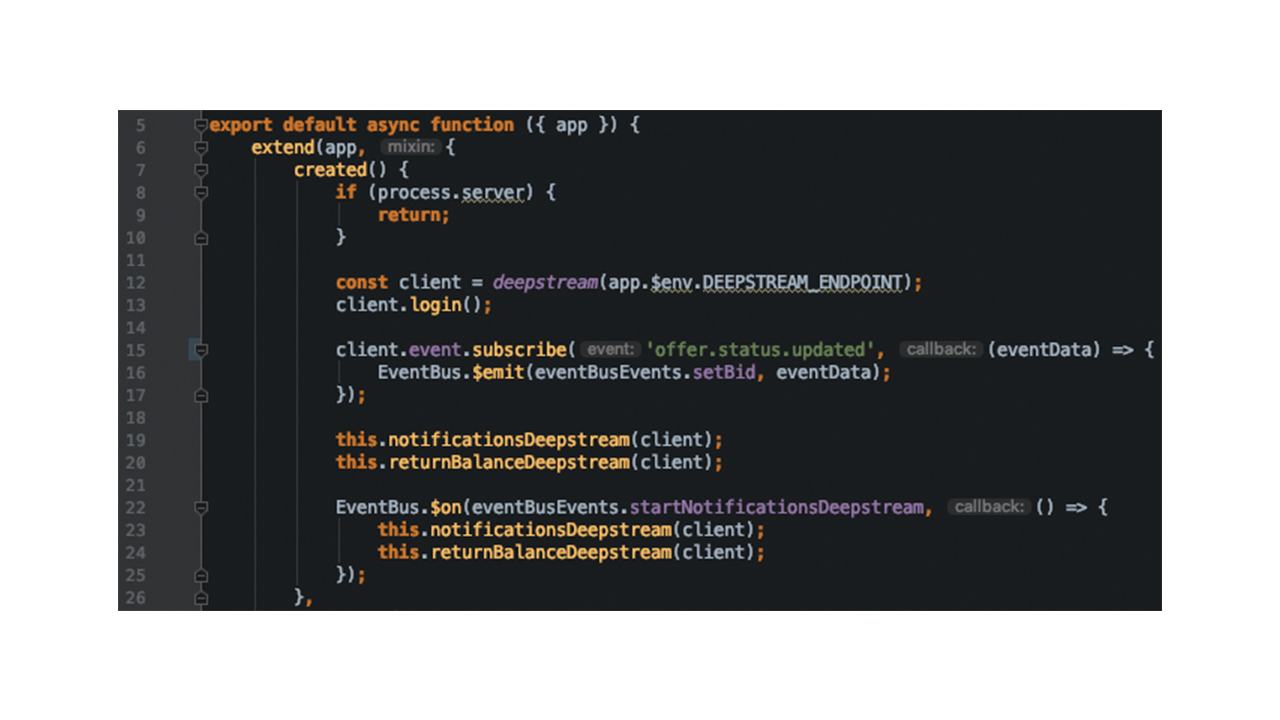 5 export default async function ({ app }) {
6 extend(app, mixin: {
7 created() {
8 if (process.server) {
9 return;
10 }
11
12 const client = deepstream(app.$env.DEEPSTREAM_ENDPOINT);
13 client.login();
14
15 client.event.subscribe( event: 'offer.status.updated', callback: (eventData) => {
16 EventBus.$emit(eventBusEvents.setBid, eventData);
17 });
18
19 this.notificationsDeepstream(client);
20 this.returnBalanceDeepstream(client);
21
22 EventBus.$on(eventBusEvents.startNotificationsDeepstream, callback: () => {
23 this.notificationsDeepstream(client);
24 this.returnBalanceDeepstream(client);
25 });
26 },